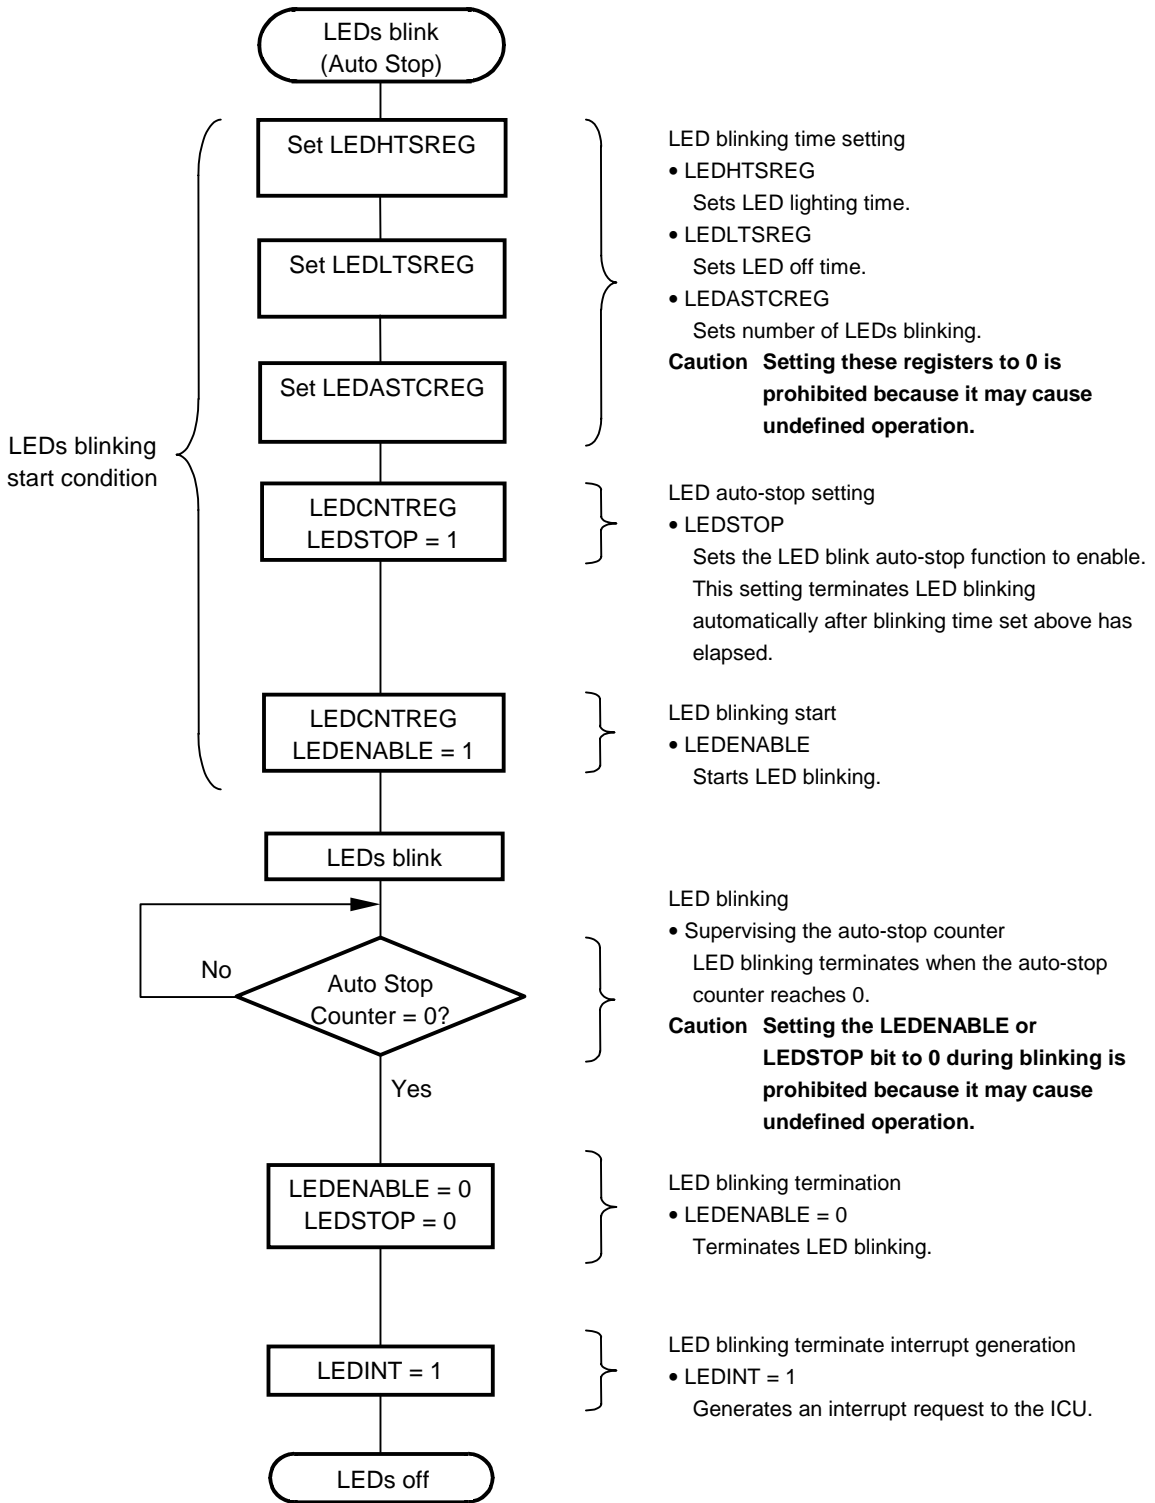 LEDs blink
(Auto Stop)
Set LEDHTSREG
Set LEDLTSREG
Set LEDASTCREG
LEDs blinking
start condition
LED blinking time setting
• LEDHTSREG
Sets LED lighting time.
• LEDLTSREG
Sets LED off time.
• LEDASTCREG
Sets number of LEDs blinking.
Caution Setting these registers to 0 is
prohibited because it may cause
undefined operation.
LEDCNTREG
LEDSTOP = 1
LED auto-stop setting
• LEDSTOP
Sets the LED blink auto-stop function to enable.
This setting terminates LED blinking
automatically after blinking time set above has
elapsed.
LEDCNTREG
LEDENABLE = 1
LED blinking start
• LEDENABLE
Starts LED blinking.
LEDs blink
No
Auto Stop
Counter = 0?
Yes
LED blinking
• Supervising the auto-stop counter
LED blinking terminates when the auto-stop
counter reaches 0.
Caution Setting the LEDENABLE or
LEDSTOP bit to 0 during blinking is
prohibited because it may cause
undefined operation.
LEDENABLE = 0
LEDSTOP = 0
LED blinking termination
• LEDENABLE = 0
Terminates LED blinking.
LEDINT = 1
LED blinking terminate interrupt generation
• LEDINT = 1
Generates an interrupt request to the ICU.
LEDs off